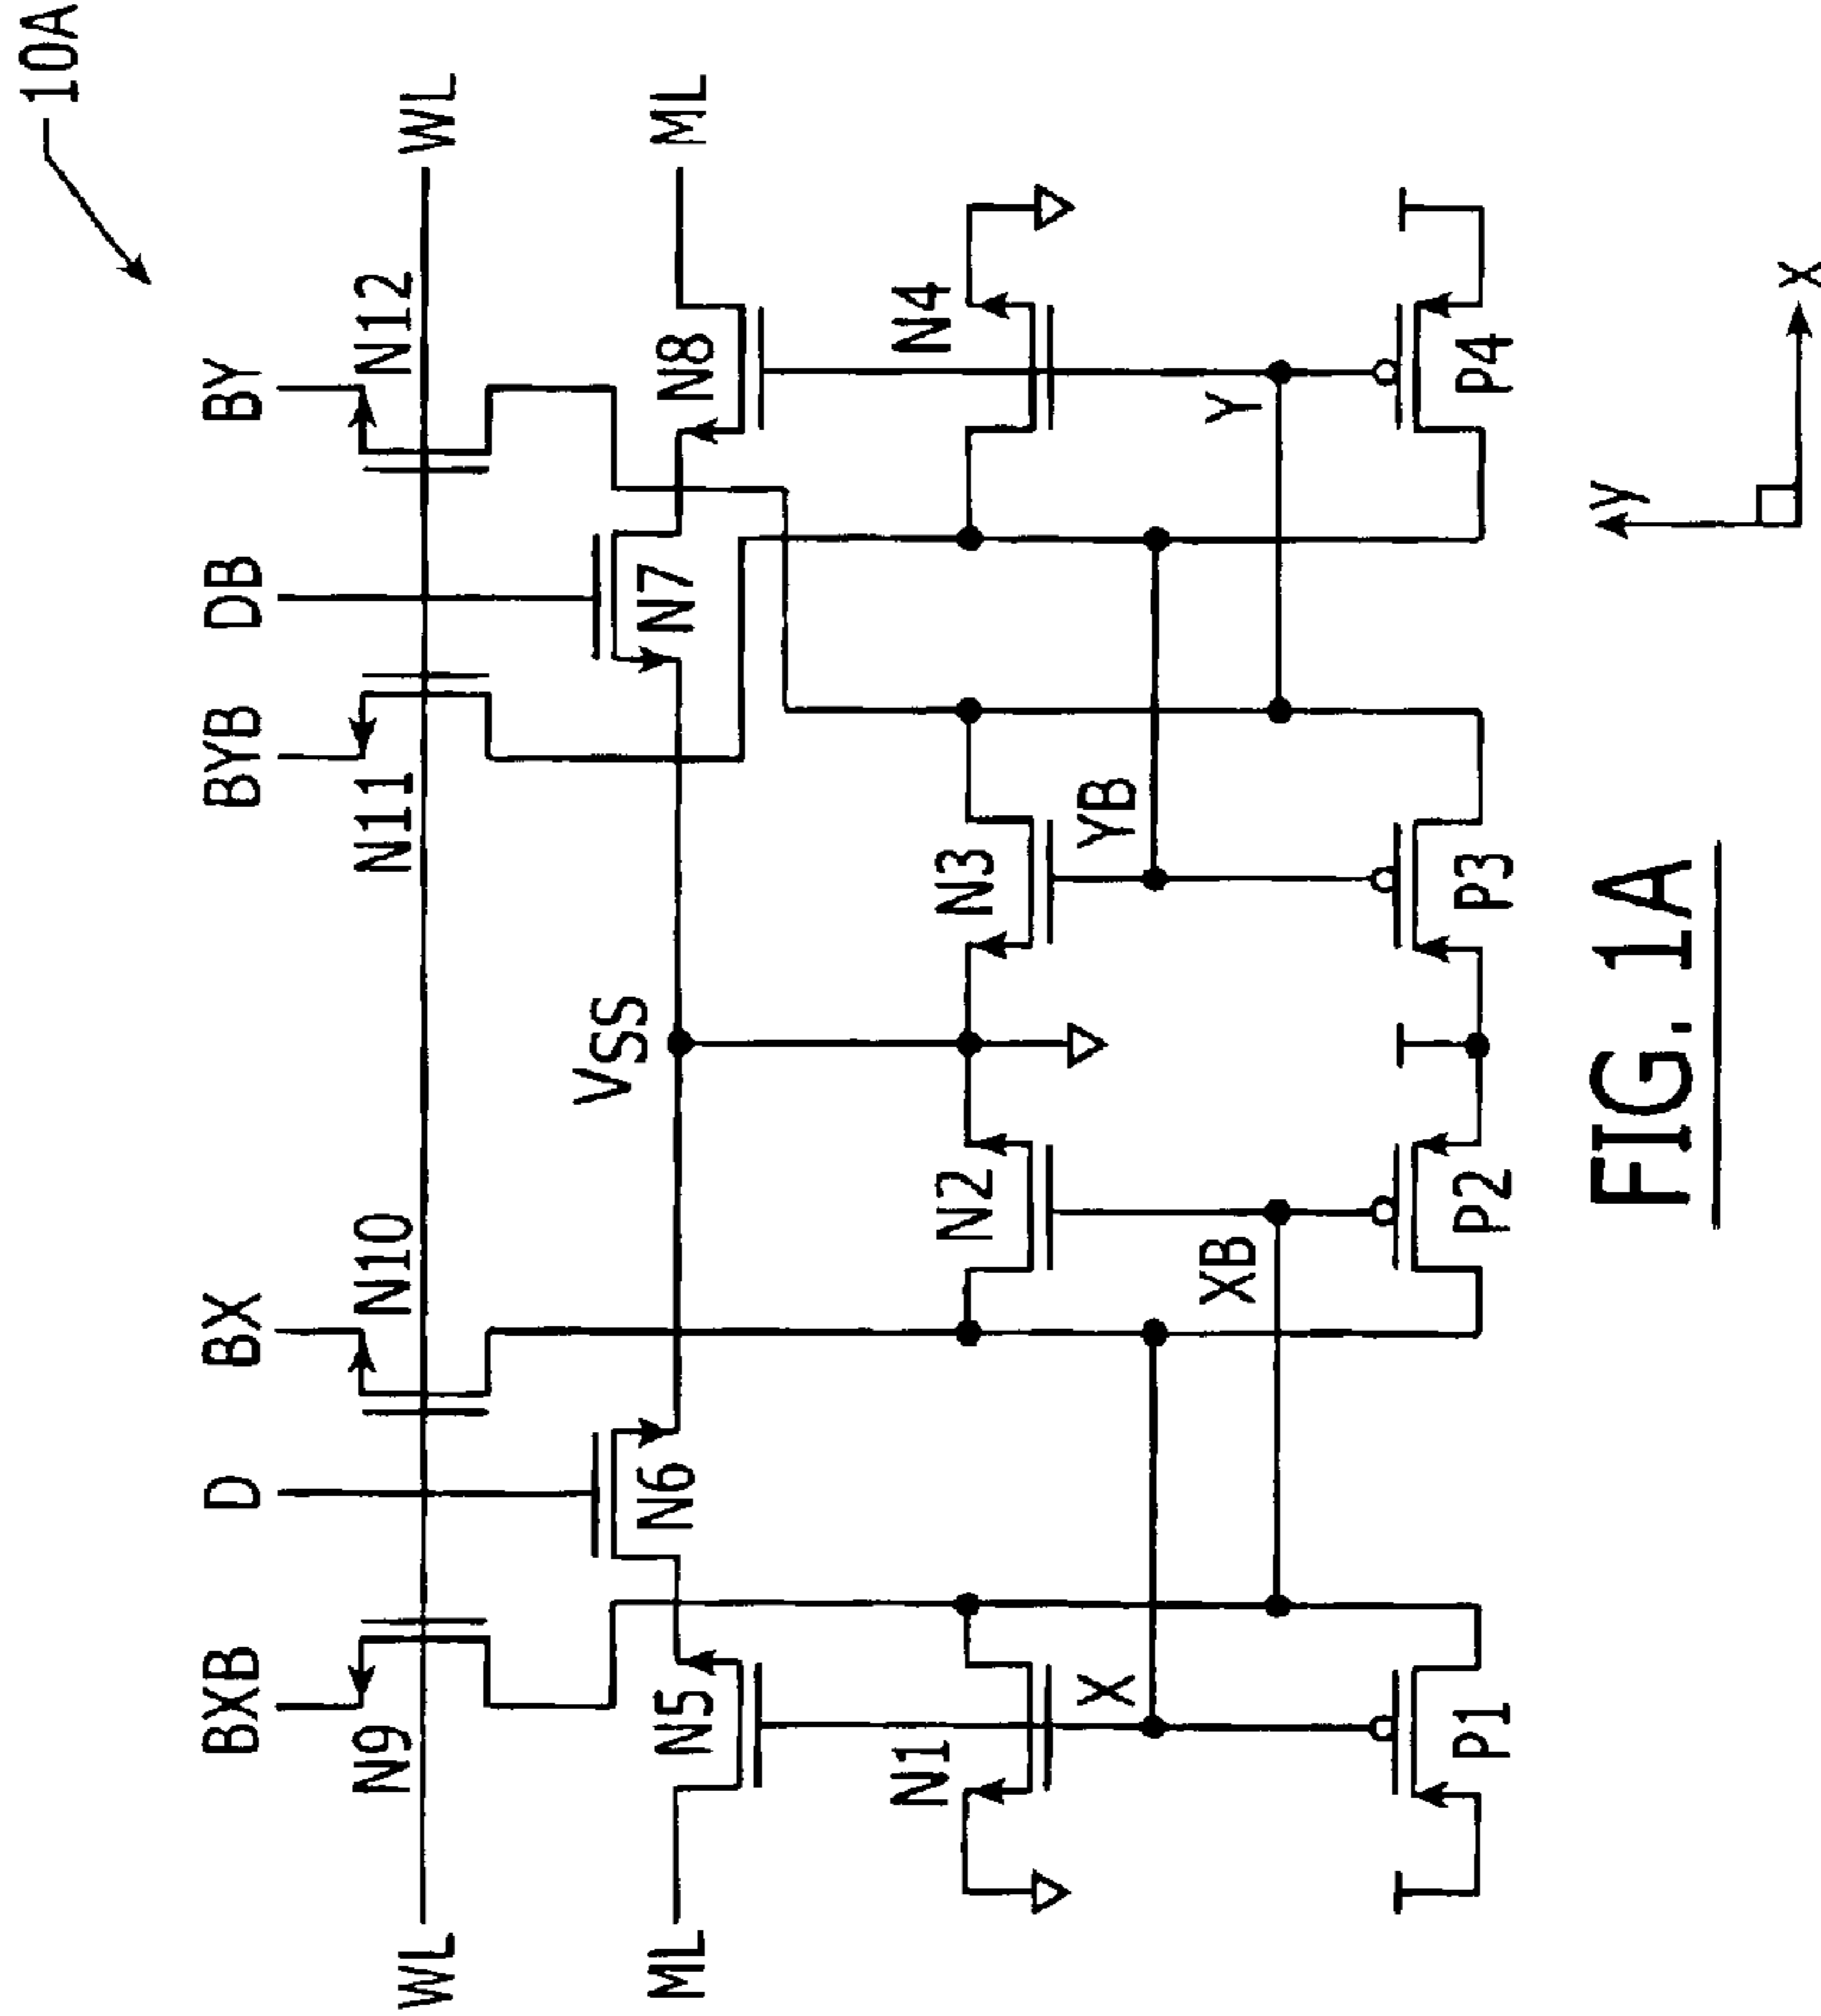 10A
BXB
D
BX
BYB
DB
BY
N9
N10
N11
N12
WL
WL
VSS
ML
N5
N6
N7
N8
ML
N1
N2
N3
N4
X
YB
XB
Y
P1
P2
P3
P4
y
x
FIG. 1A